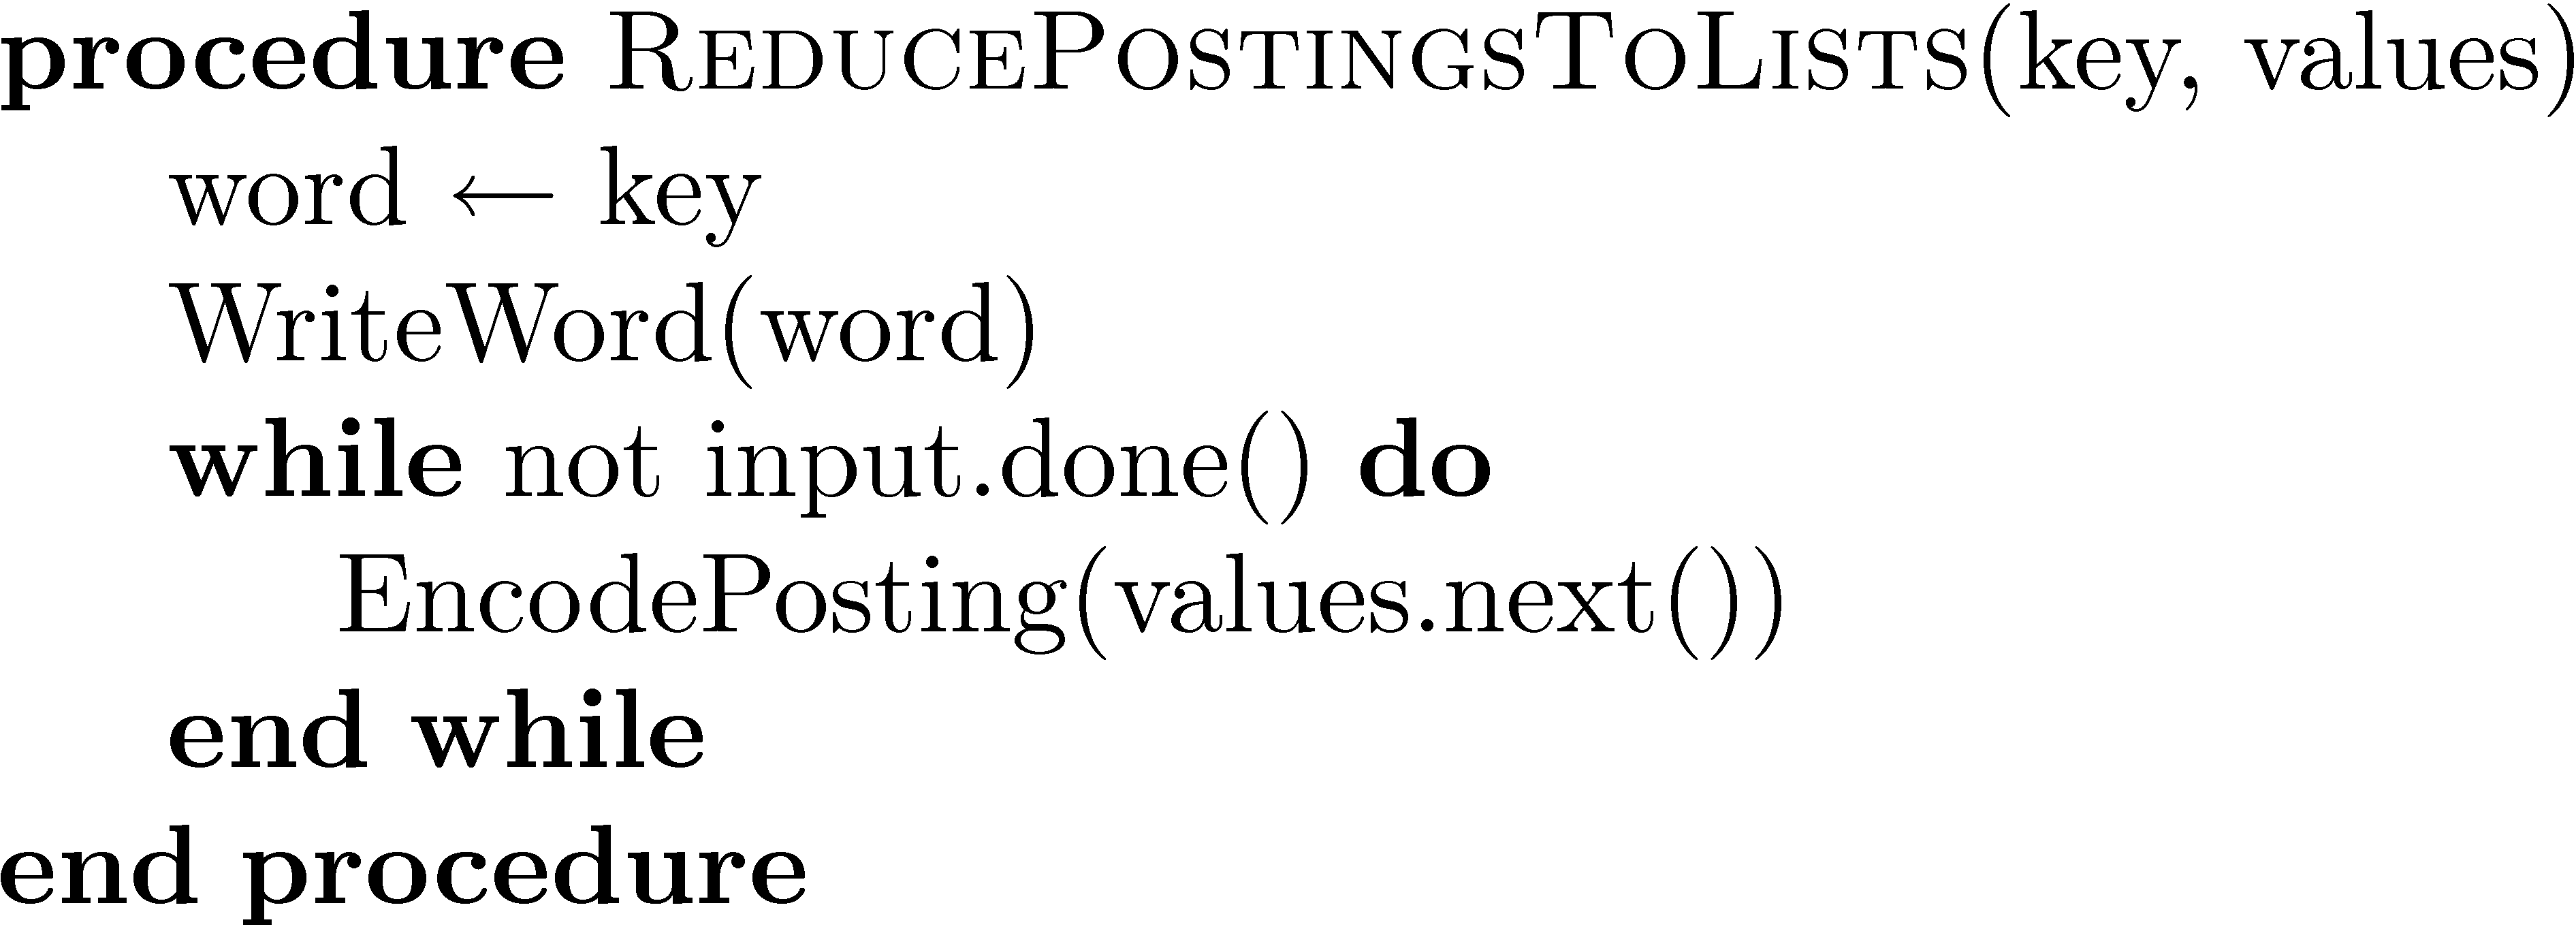 procedure ReducePostingsToLists(key, values)
word ← key
WriteWord(word)
while not input.done() do
EncodePosting(values.next())
end while
end procedure